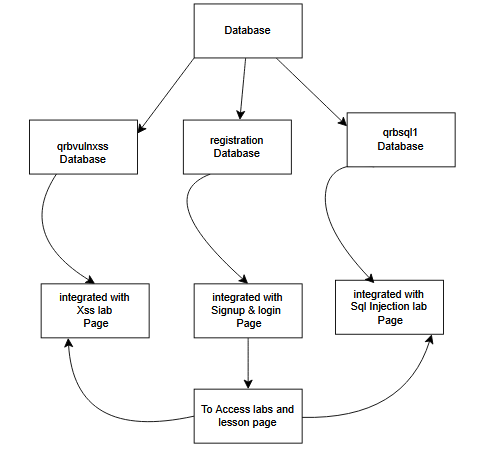 Database
qrbvulnxss
Database
registration
Database
qrbsql1
Database
integrated with
Xss lab
Page
integrated with
Signup & login
Page
integrated with
Sql Injection lab
Page
To Access labs and
lesson page